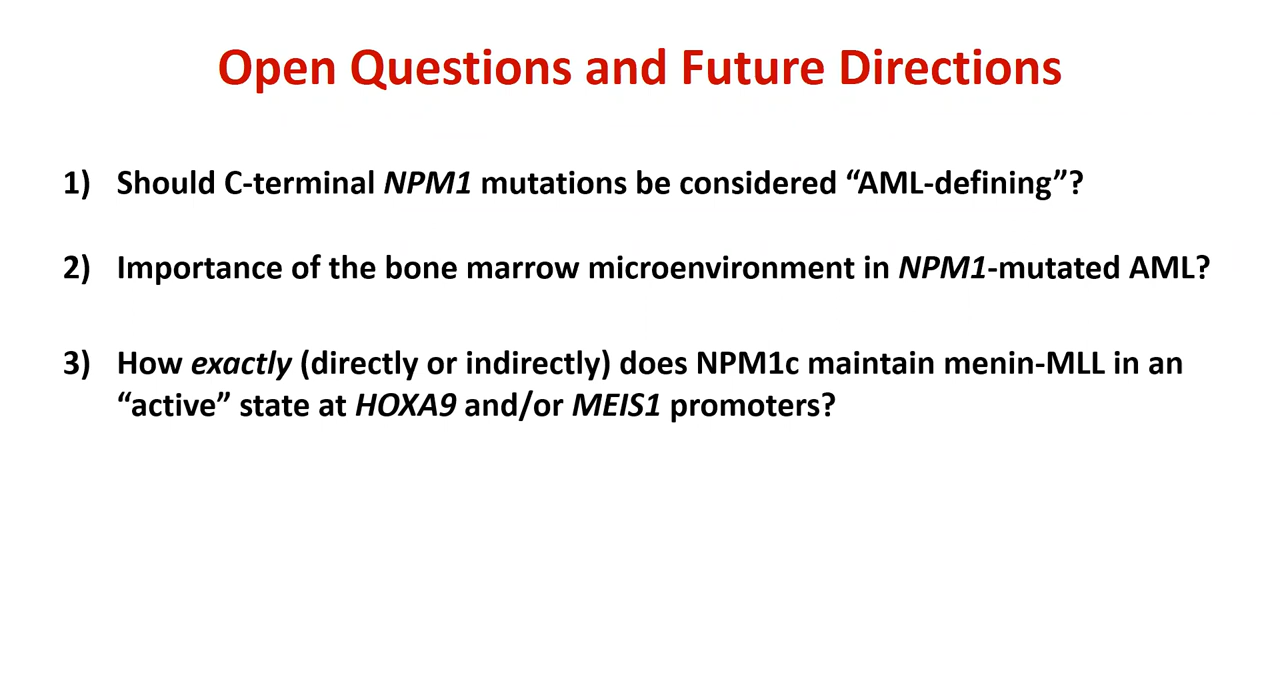 Open Questions and Future Directions
1) Should C-terminal NPM1 mutations be considered “AML-defining”?
2) Importance of the bone marrow microenvironment in NPM1-mutated AML?
3) How exactly (directly or indirectly) does NPM1c maintain menin-MLL in an
“active” state at HOXA9 and/or MEIS1 promoters?